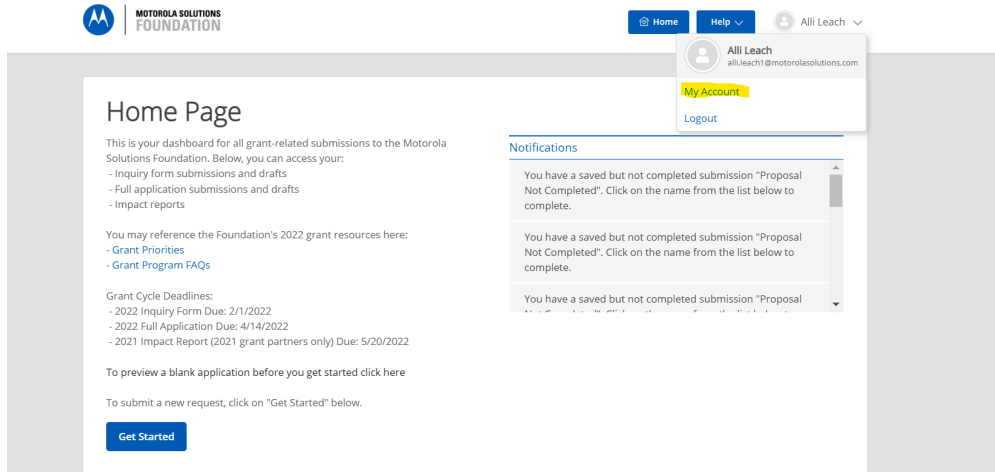 MOTOROLA SOLUTIONS
FOUNDATION
Home
Help
Alli Leach
Alli Leach
alli.leach1@motorolasolutions.com
My Account
Logout
Home Page
This is your dashboard for all grant-related submissions to the Motorola
Solutions Foundation. Below, you can access your:
- Inquiry form submissions and drafts
- Full application submissions and drafts
- Impact reports
You may reference the Foundation's 2022 grant resources here:
- Grant Priorities
- Grant Program FAQs
Grant Cycle Deadlines:
- 2022 Inquiry Form Due: 2/1/2022
- 2022 Full Application Due: 4/14/2022
- 2021 Impact Report (2021 grant partners only) Due: 5/20/2022
To preview a blank application before you get started click here
To submit a new request, click on "Get Started" below.
Get Started
Notifications
You have a saved but not completed submission "Proposal
Not Completed". Click on the name from the list below to
complete.
You have a saved but not completed submission "Proposal
Not Completed". Click on the name from the list below to
complete.
You have a saved but not completed submission "Proposal